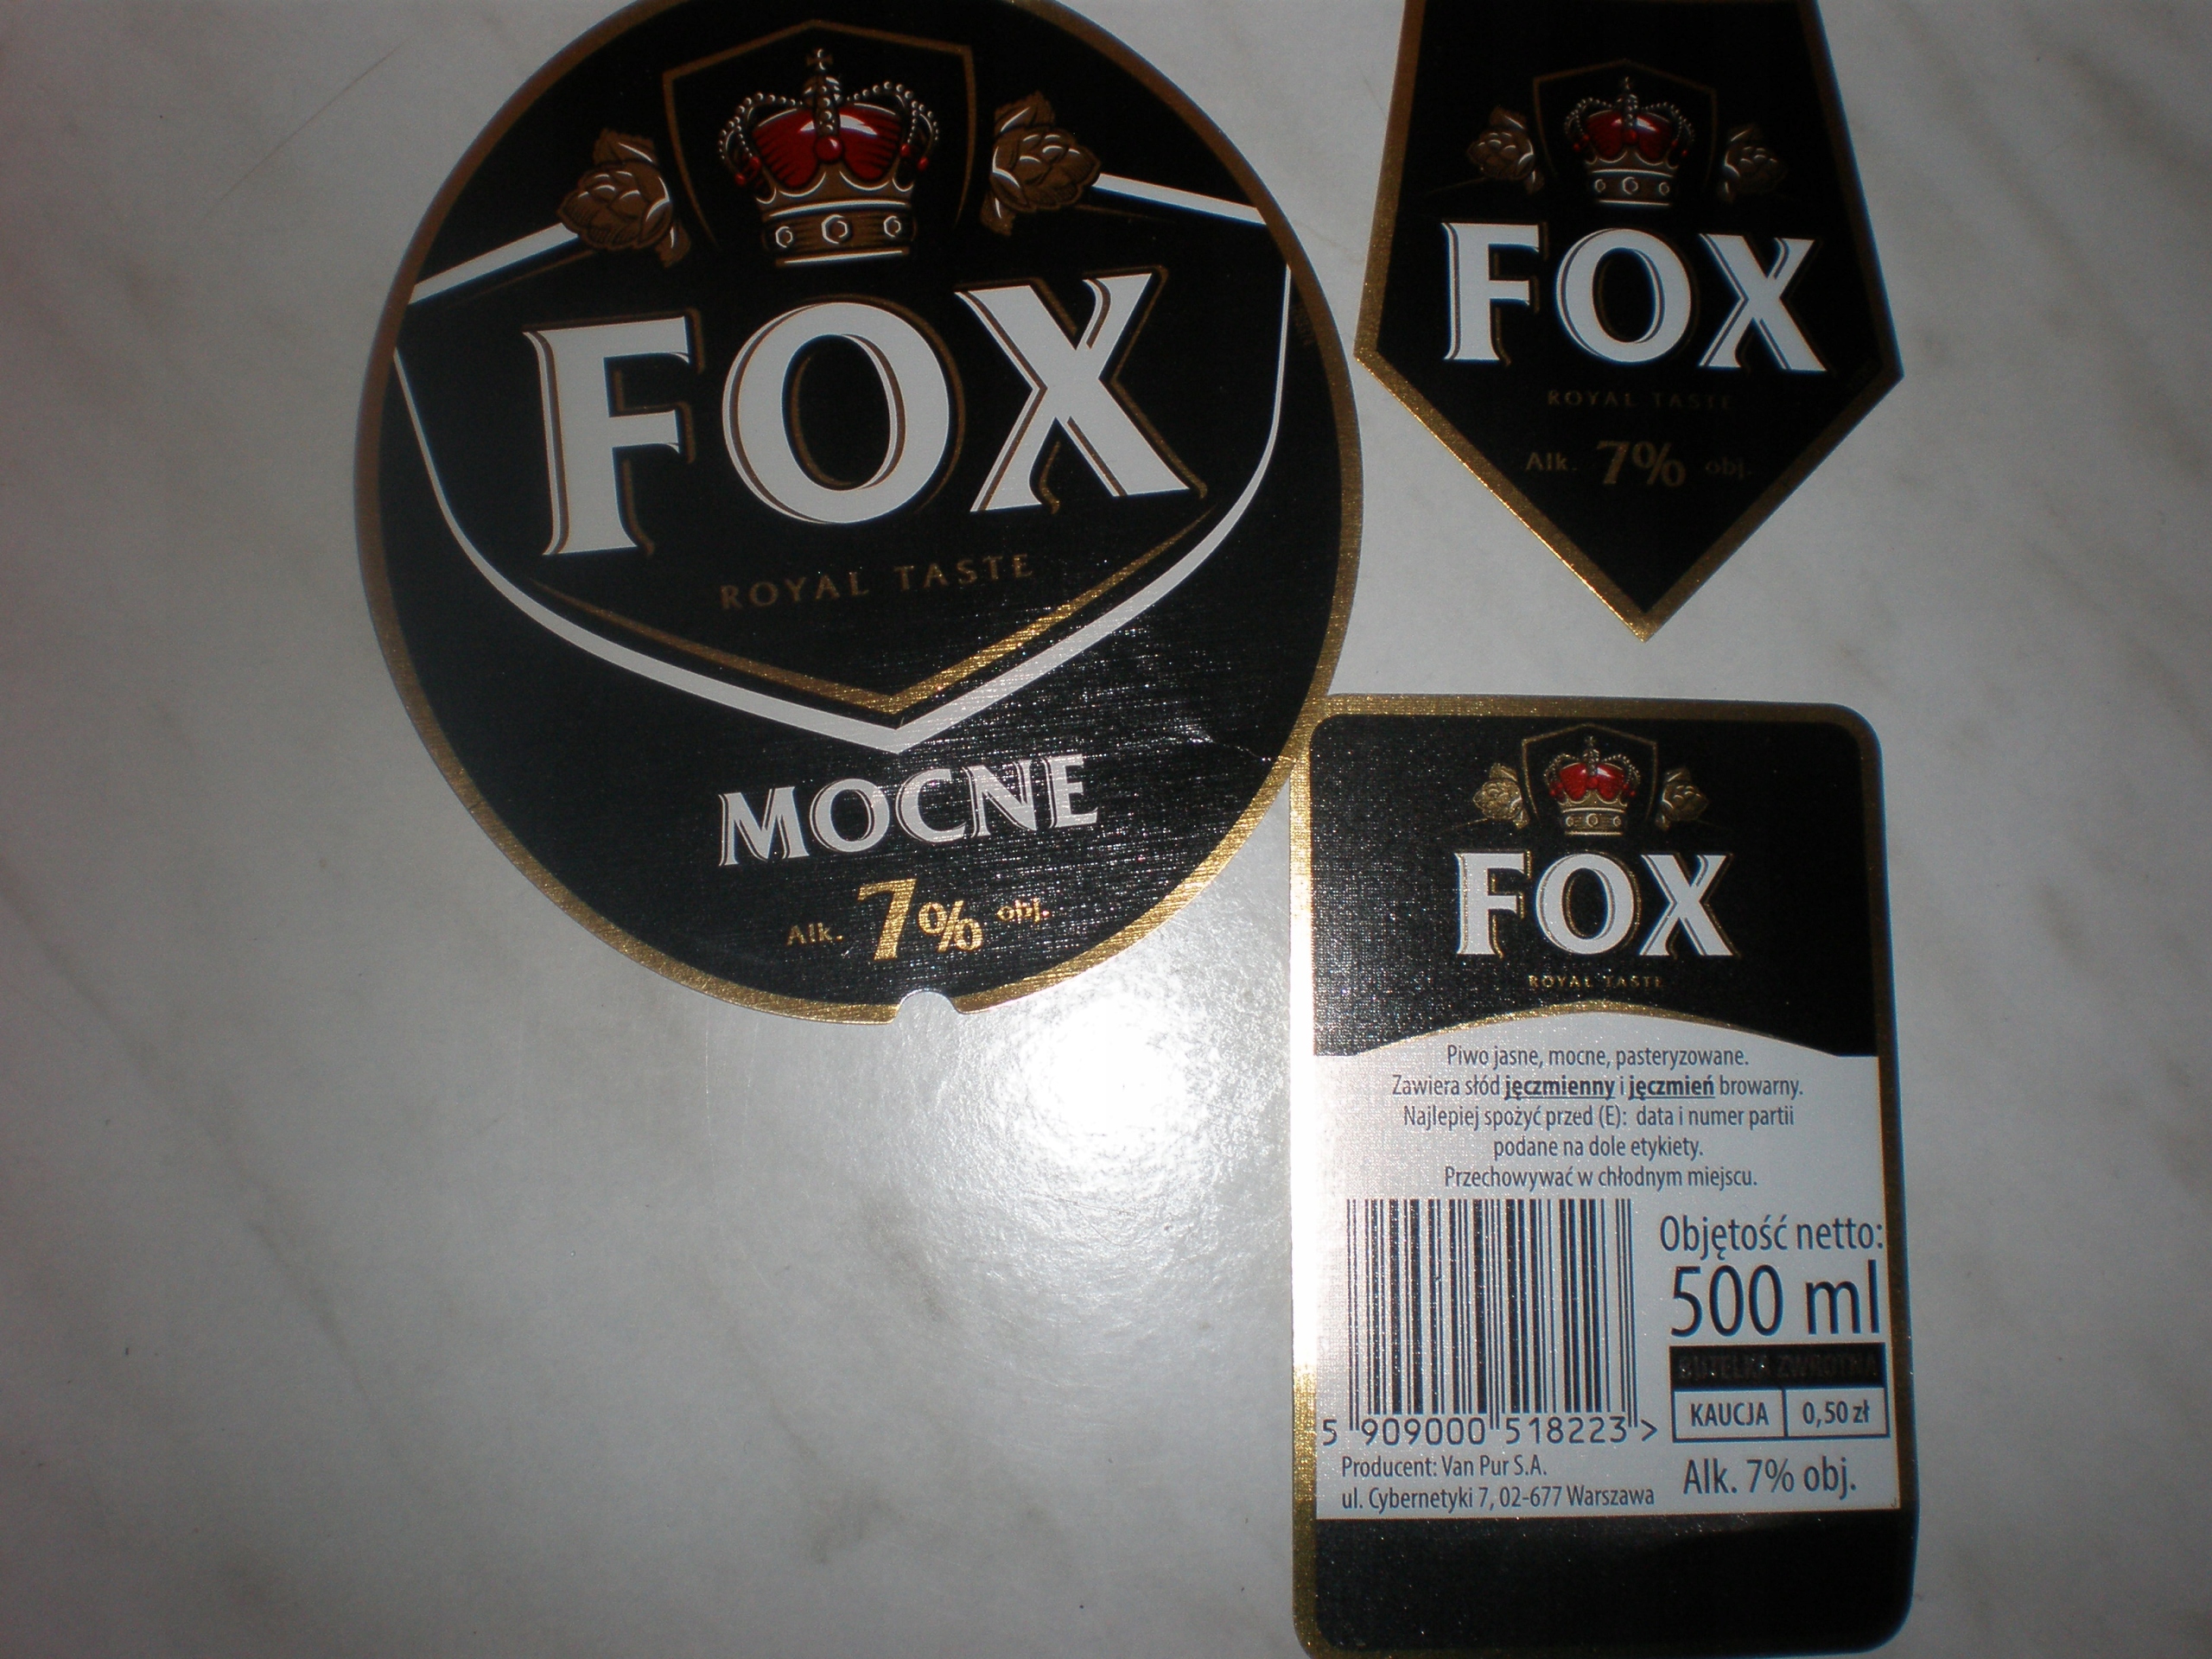 FOX
ROYAL TASTE
MOCNE
Alk. 7% obj.
FOX
ROYAL TASTE
Alk. 7% obj.
FOX
ROYAL TASTE
Piwo jasne, mocne, pasteryzowane.
Zawiera słód jęczmienny i jęczmień browarny.
Najlepiej spożyć przed (E): data i numer partii
podane na dole etykiety.
Przechowywać w chłodnym miejscu.
Objętość netto:
500 ml
BUTELKA ZWROTNA
KAUCJA 0,50 zł
5 909000 518223 >
Alk. 7% obj.
Producent: Van Pur S.A.
ul. Cybernetyki 7, 02-677 Warszawa